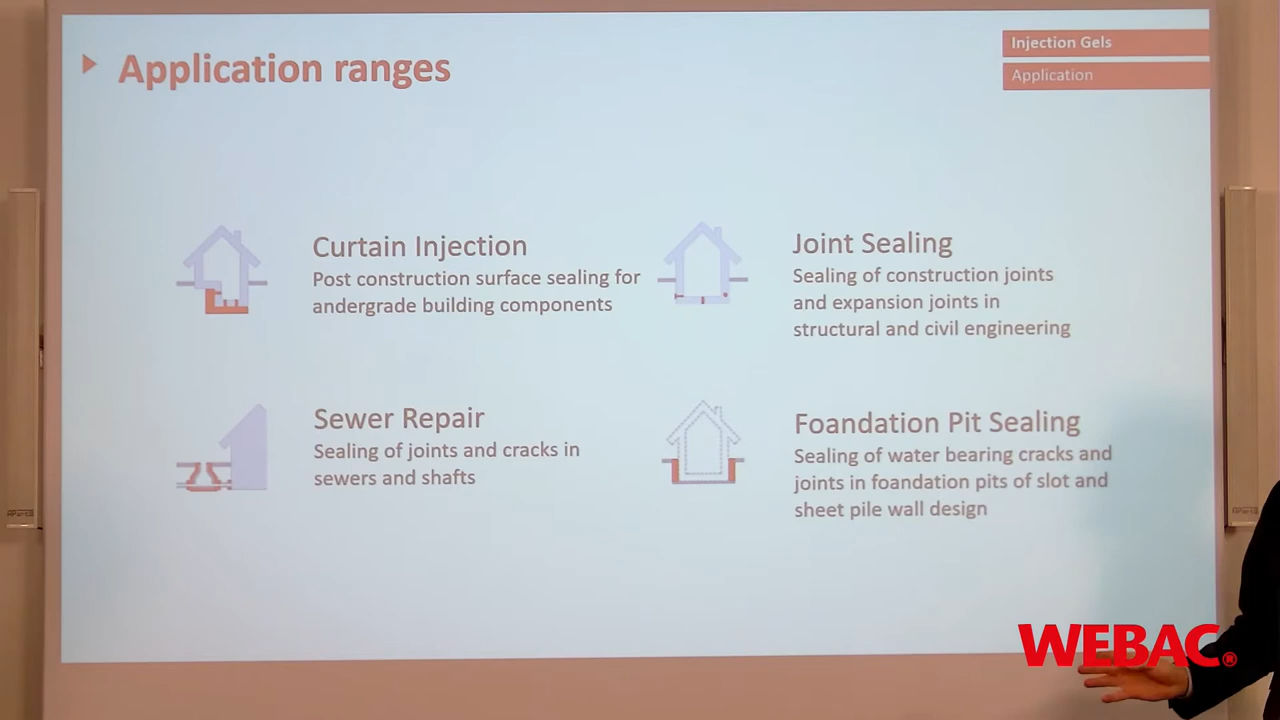 Application ranges
Injection Gels
Application
Curtain Injection
Post construction surface sealing for
andergrade building components
Joint Sealing
Sealing of construction joints
and expansion joints in
structural and civil engineering
Sewer Repair
Sealing of joints and cracks in
sewers and shafts
Foundation Pit Sealing
Sealing of water bearing cracks and
joints in foundation pits of slot and
sheet pile wall design
WEBAC®